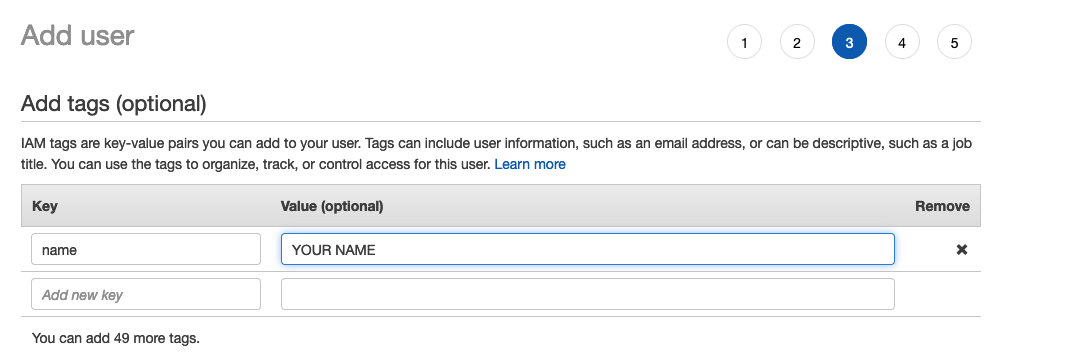 Add user
1 2 3 4 5
Add tags (optional)
IAM tags are key-value pairs you can add to your user. Tags can include user information, such as an email address, or can be descriptive, such as a job
title. You can use the tags to organize, track, or control access for this user. Learn more
Key Value (optional) Remove
name YOUR NAME ✖
Add new key
You can add 49 more tags.